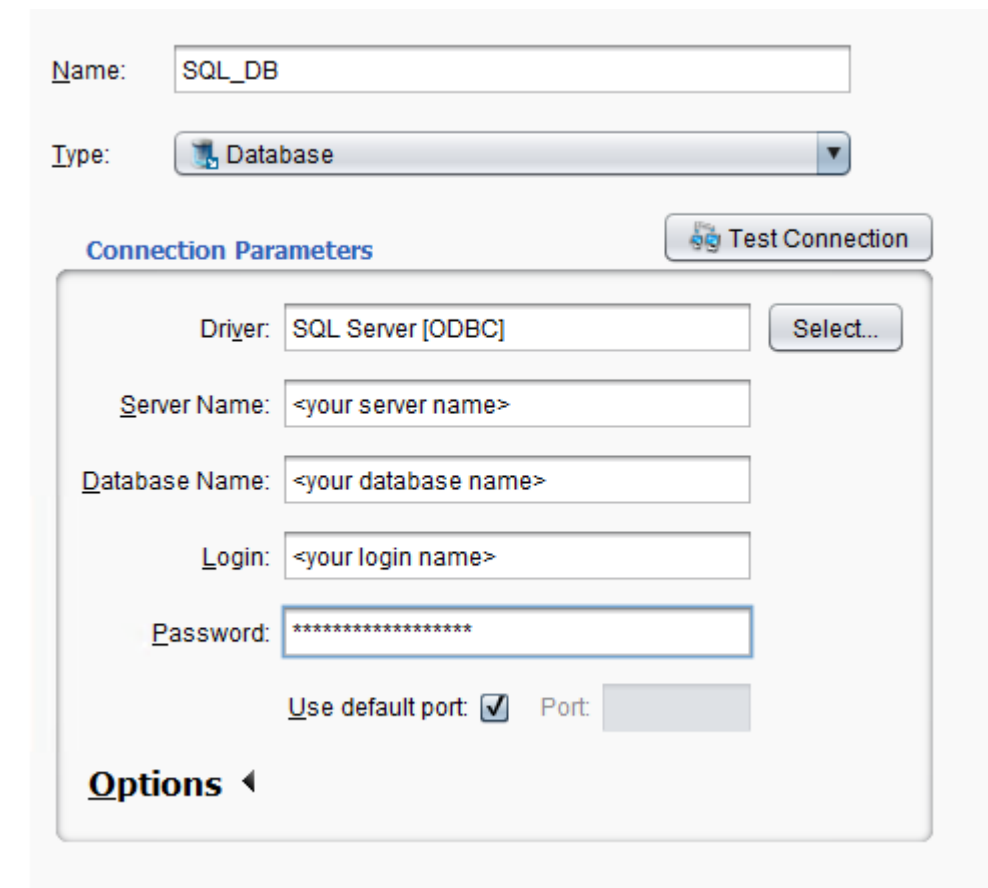 Name: SQL_DB
Type: Database
Connection Parameters Test Connection
Driver: SQL Server [ODBC] Select...
Server Name: <your server name>
Database Name: <your database name>
Login: <your login name>
Password: ******************
Use default port: Port:
Options